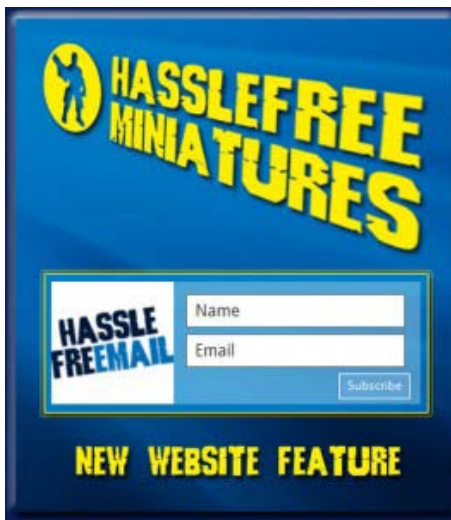 HASSLEFREE
MINIATURES
HASSLE
FREEMAIL
Name
Email
Subscribe
NEW WEBSITE FEATURE